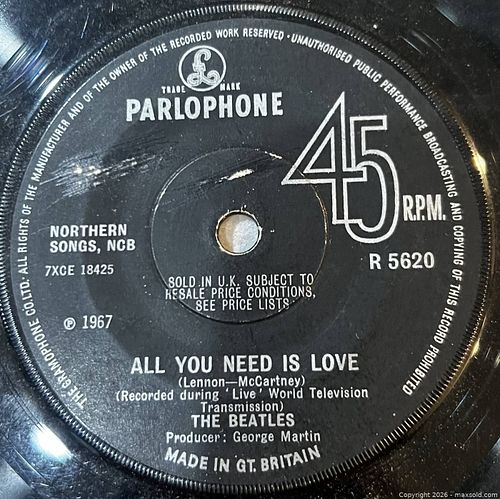 THE GRAMOPHONE CO. LTD. ALL RIGHTS OF THE MANUFACTURER AND OF THE OWNER OF THE RECORDED WORK RESERVED · UNAUTHORISED PUBLIC PERFORMANCE BROADCASTING AND COPYING OF THIS RECORD PROHIBITED
£
TRADE MARK
PARLOPHONE
45 R.P.M.
NORTHERN
SONGS, NCB
7XCE 18425
R 5620
SOLD IN U.K. SUBJECT TO
RESALE PRICE CONDITIONS,
SEE PRICE LISTS
℗ 1967
ALL YOU NEED IS LOVE
(Lennon—McCartney)
(Recorded during 'Live' World Television
Transmission)
THE BEATLES
Producer: George Martin
MADE IN GT. BRITAIN
Copyright 2026 - maxsold.com